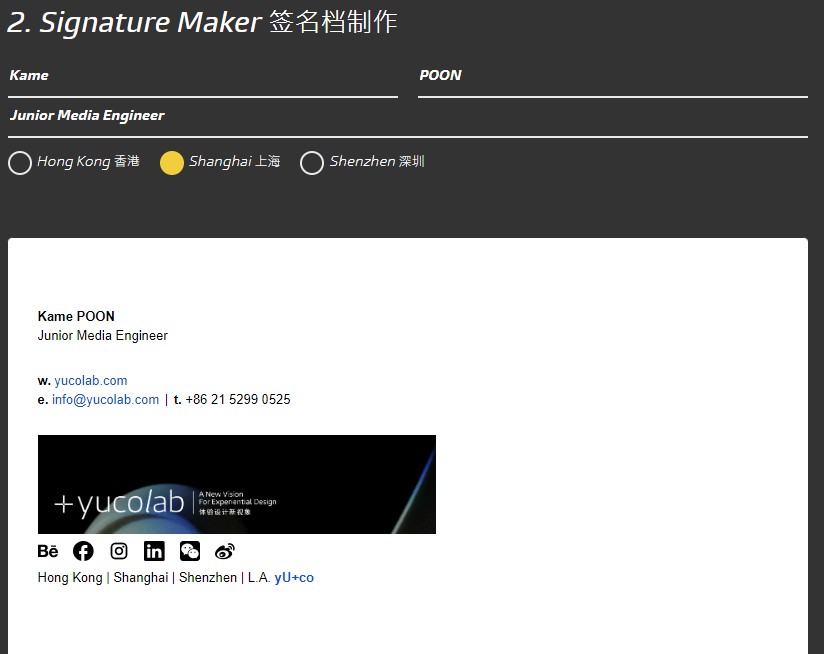 2. Signature Maker 签名档制作
Kame
POON
Junior Media Engineer
Hong Kong 香港
Shanghai 上海
Shenzhen 深圳
Kame POON
Junior Media Engineer
w. yucolab.com
e. info@yucolab.com | t. +86 21 5299 0525
+yucolab
A New Vision
For Experiential Design
体验设计新视象
Bē
in
Hong Kong | Shanghai | Shenzhen | L.A. yU+co